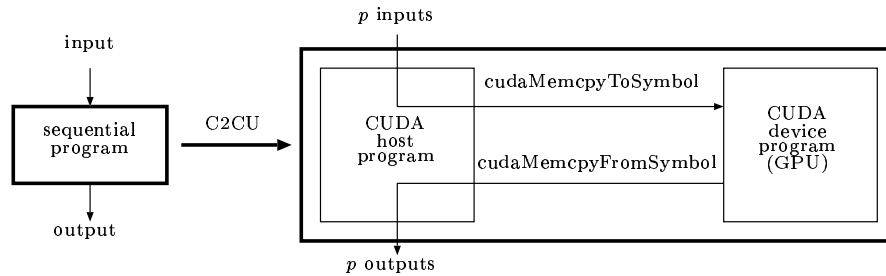 input
sequential
program
output
C2CU
p inputs
CUDA
host
program
cudaMemcpyToSymbol
cudaMemcpyFromSymbol
CUDA
device
program
(GPU)
p outputs